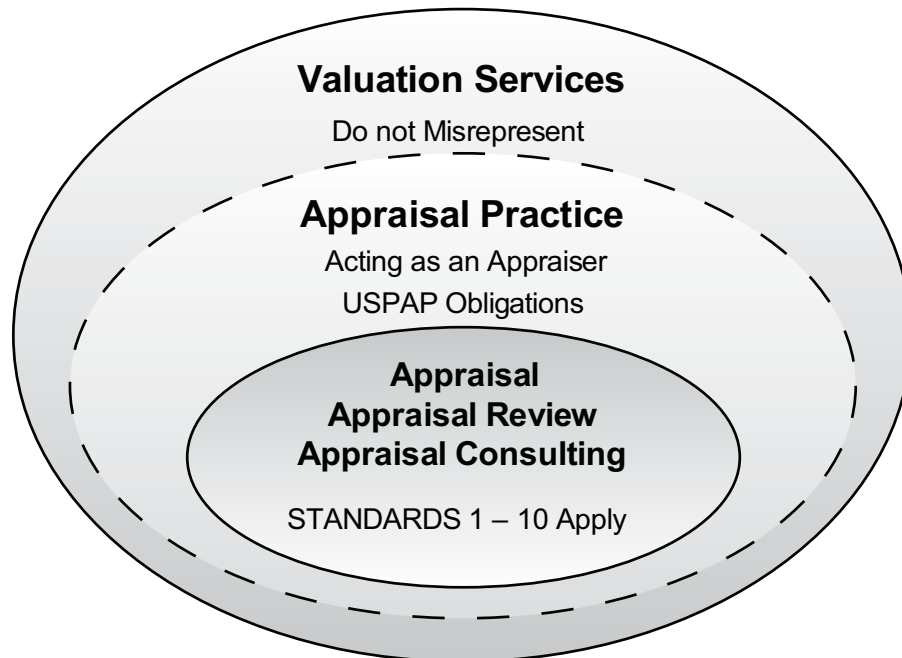 Valuation Services
Do not Misrepresent
Appraisal Practice
Acting as an Appraiser
USPAP Obligations
Appraisal
Appraisal Review
Appraisal Consulting
STANDARDS 1 – 10 Apply